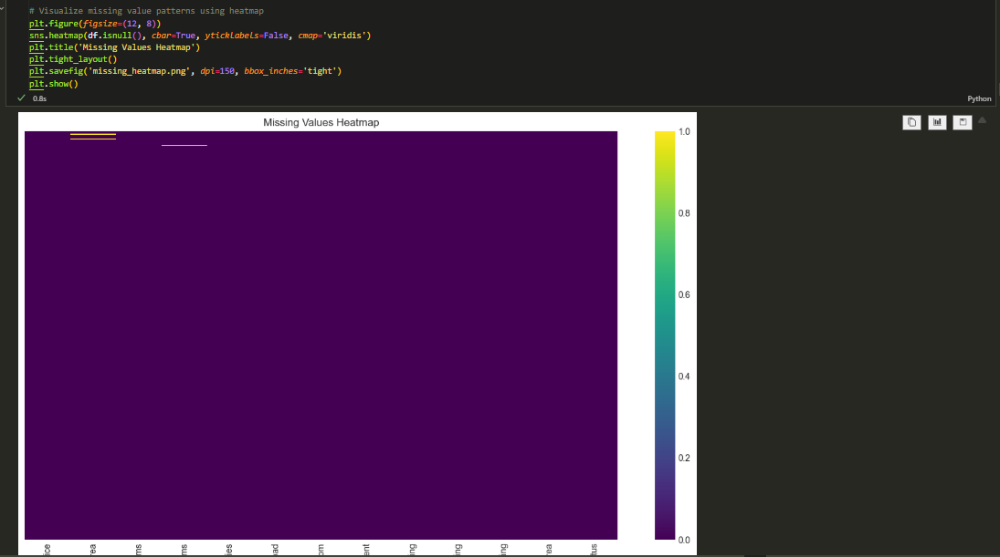 # Visualize missing value patterns using heatmap
plt.figure(figsize=(12, 8))
sns.heatmap(df.isnull(), cbar=True, yticklabels=False, cmap='viridis')
plt.title('Missing Values Heatmap')
plt.tight_layout()
plt.savefig('missing_heatmap.png', dpi=150, bbox_inches='tight')
plt.show()
0.8s
Python
Missing Values Heatmap
1.0
0.8
0.6
0.4
0.2
0.0
ice
rea
ms
ms
ies
ad
om
ent
ing
ing
ing
rea
tus